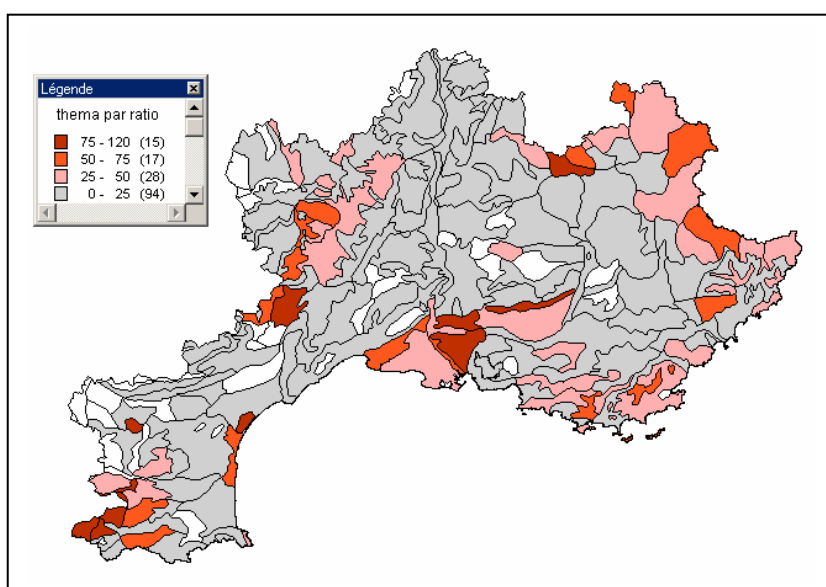 Légende
thema par ratio
75 - 120 (15)
50 - 75 (17)
25 - 50 (28)
0 - 25 (94)